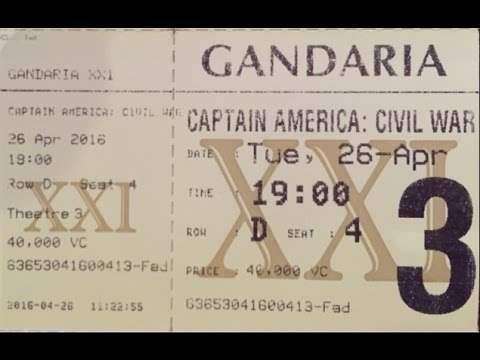 GANDARIA XXI
CAPTAIN AMERICA: CIVIL WAR
26 Apr 2016
19:00
Row D Seat 4
Theatre 3
40,000 VC
63653041600413-Fad
2016-04-26 11:22:55
XXI
GANDARIA
CAPTAIN AMERICA: CIVIL WAR
DATE : Tue, 26-Apr
TIME : 19:00
ROW : D SEAT : 4
PRICE : 40,000 VC
63653041600413-Fad
XXI
3